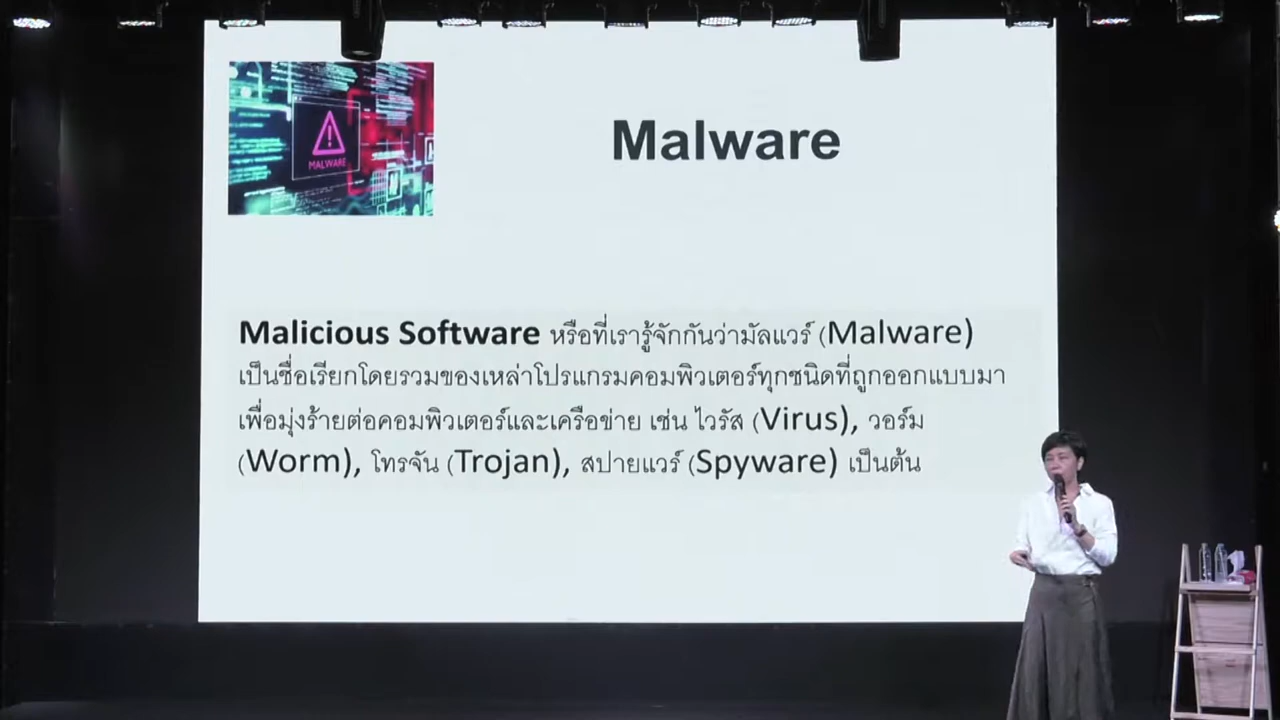 MALWARE
Malware
Malicious Software หรือที่เรารู้จักกันว่ามัลแวร์ (Malware)
เป็นชื่อเรียกโดยรวมของเหล่าโปรแกรมคอมพิวเตอร์ทุกชนิดที่ถูกออกแบบมา
เพื่อมุ่งร้ายต่อคอมพิวเตอร์และเครือข่าย เช่น ไวรัส (Virus), วอร์ม
(Worm), โทรจัน (Trojan), สปายแวร์ (Spyware) เป็นต้น